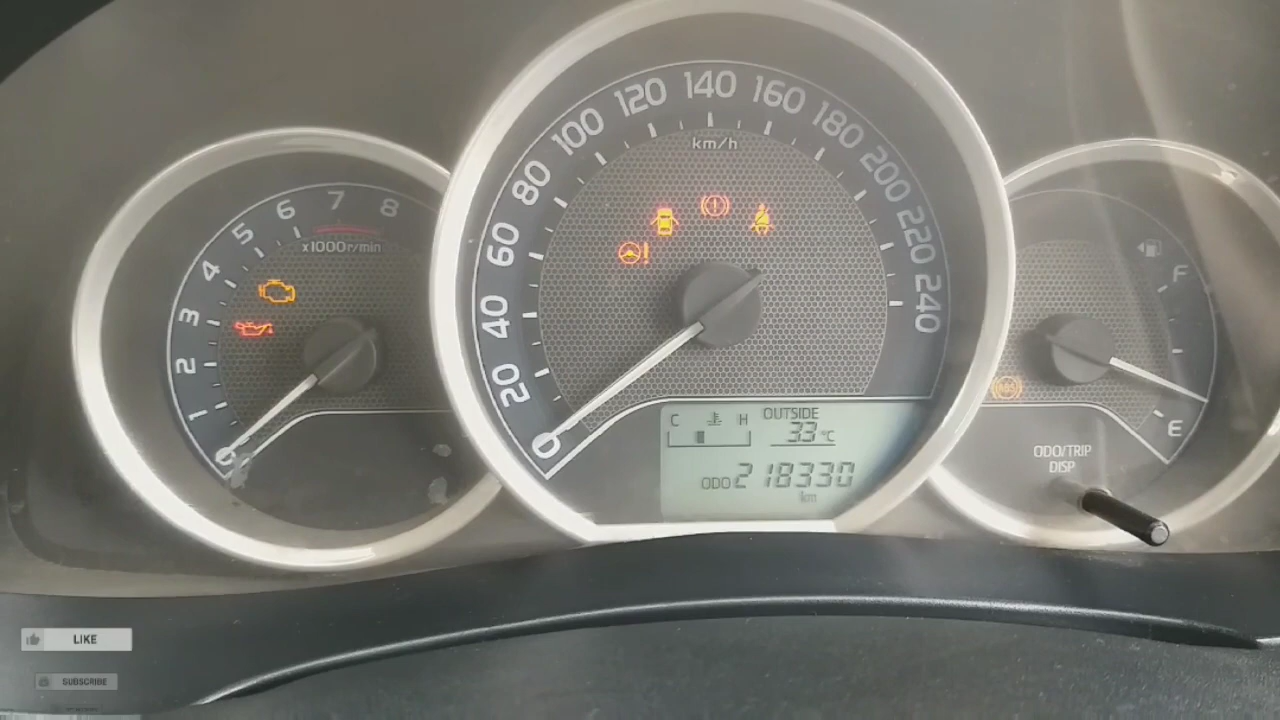 0 1 2 3 4 5 6 7 8
x1000r/min
0 20 40 60 80 100 120 140 160 180 200 220 240
km/h
C H
OUTSIDE
33°C
ODO 218330
km
F
E
ABS
ODO/TRIP
DISP
LIKE
SUBSCRIBE